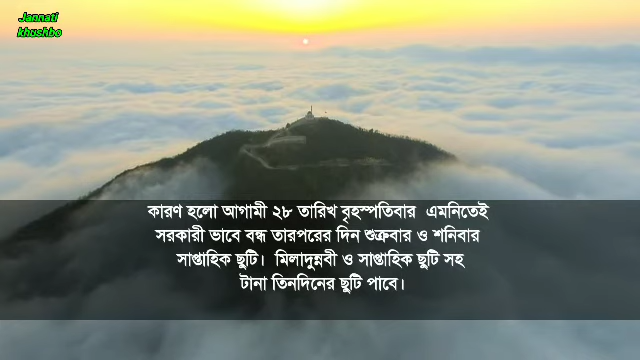 Jannati
khushbo
কারণ হলো আগামী ২৮ তারিখ বৃহস্পতিবার এমনিতেই
সরকারী ভাবে বন্ধ তারপরের দিন শুক্রবার ও শনিবার
সাপ্তাহিক ছুটি। মিলাদুন্নবী ও সাপ্তাহিক ছুটি সহ
টানা তিনদিনের ছুটি পাবে।